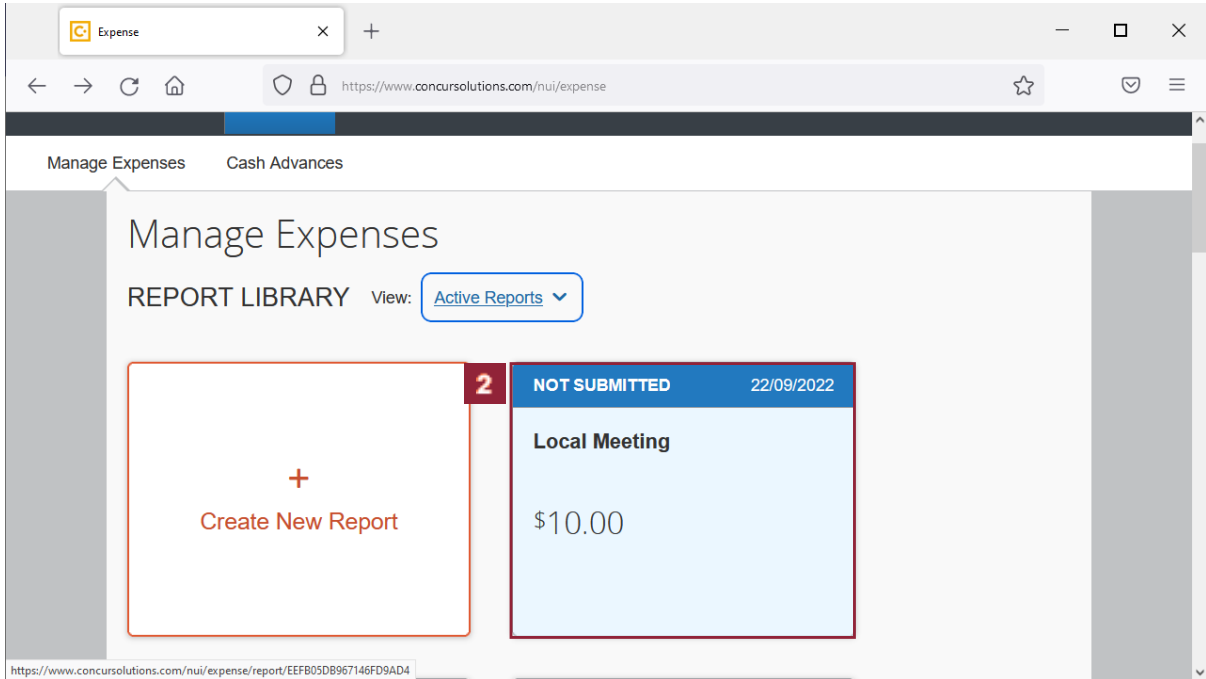 Expense
https://www.concursolutions.com/nui/expense
Manage Expenses Cash Advances
Manage Expenses
REPORT LIBRARY View: Active Reports
2 NOT SUBMITTED 22/09/2022
Local Meeting
+
Create New Report
$10.00
https://www.concursolutions.com/nui/expense/report/EEFB05DB967146FD9AD4